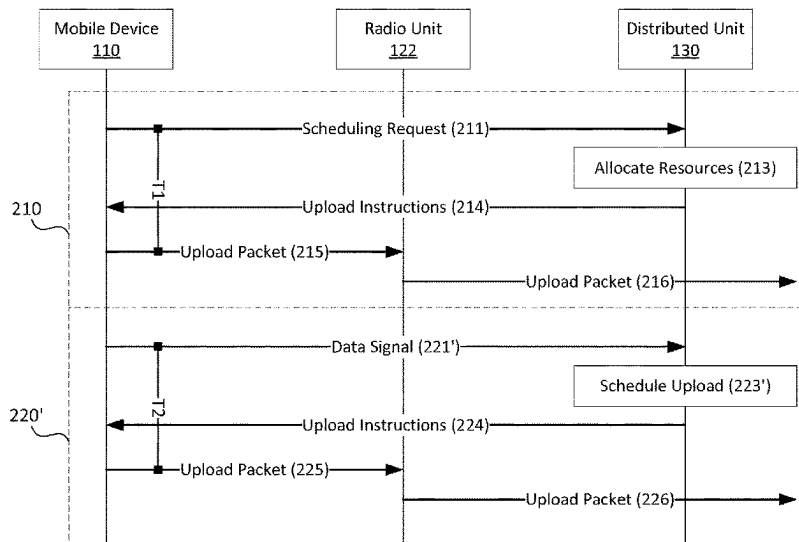 Mobile Device
110
Radio Unit
122
Distributed Unit
130
Scheduling Request (211)
Allocate Resources (213)
T1
Upload Instructions (214)
210
Upload Packet (215)
Upload Packet (216)
Data Signal (221')
Schedule Upload (223')
T2
Upload Instructions (224)
220'
Upload Packet (225)
Upload Packet (226)